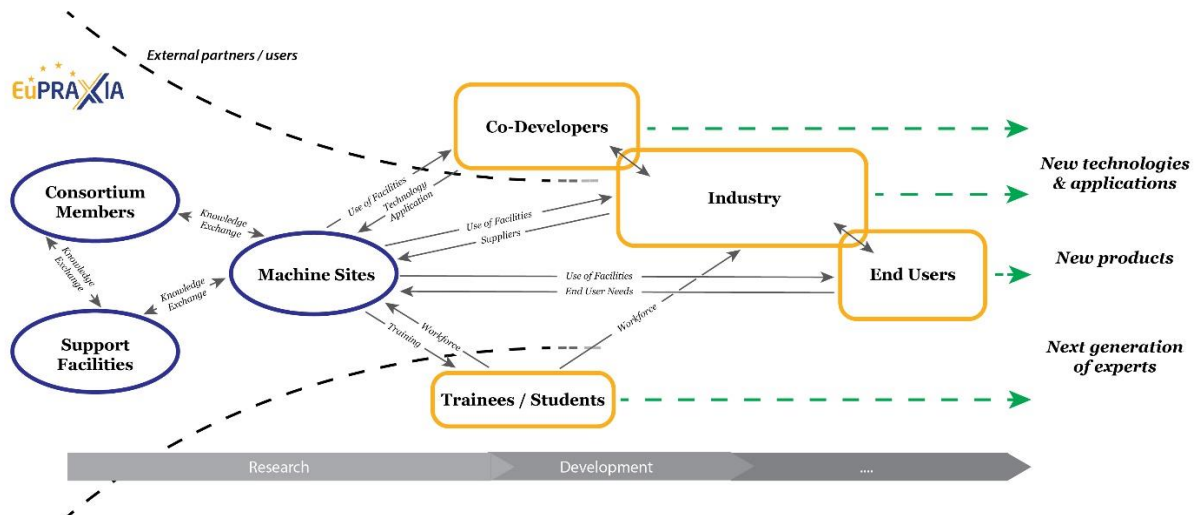 External partners / users
EuPRAXIA
Co-Developers
New technologies
& applications
Consortium
Members
Knowledge
Exchange
Use of Facilities
Technology
Application
Industry
Use of Facilities
Suppliers
Knowledge
Exchange
Knowledge
Exchange
Machine Sites
Use of Facilities
End User Needs
End Users
New products
Support
Facilities
Training
Workforce
Workforce
Next generation
of experts
Trainees / Students
Research
Development
....